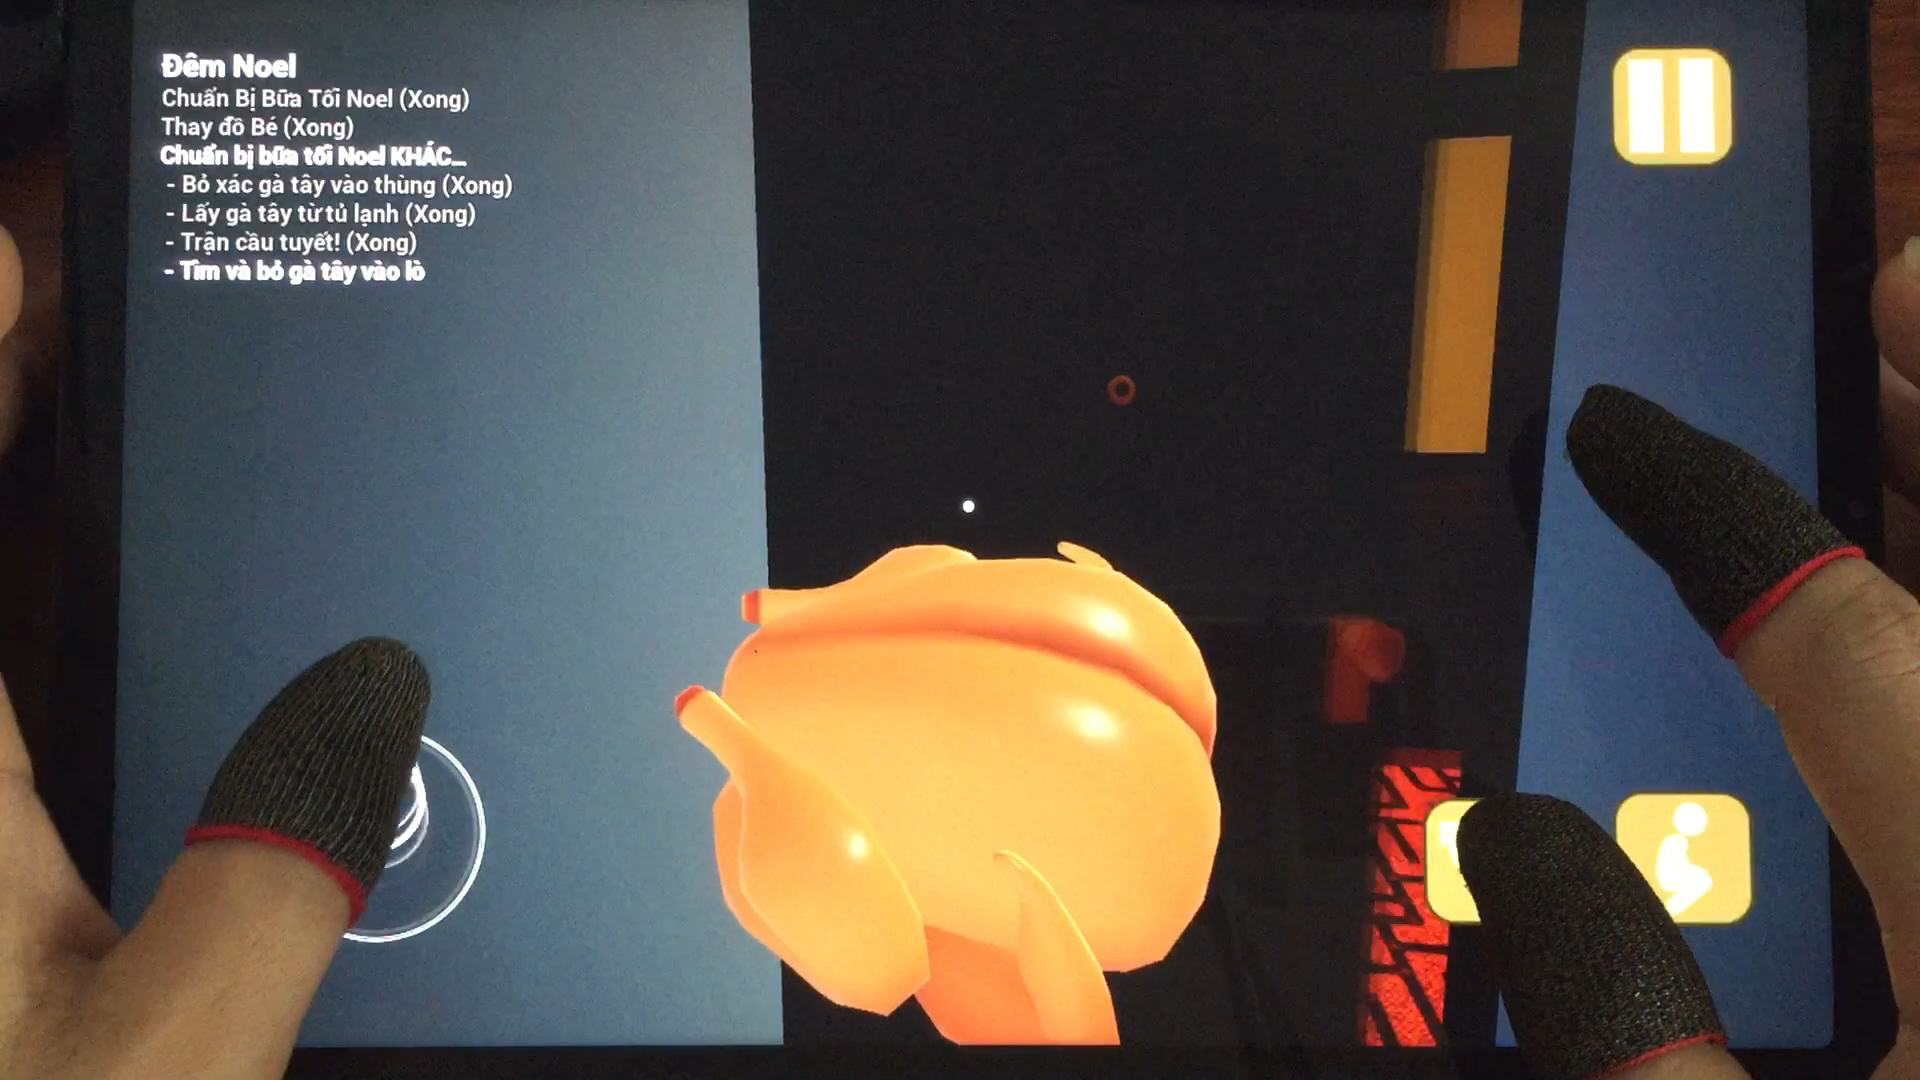 Đêm Noel
Chuẩn Bị Bữa Tối Noel (Xong)
Thay đồ Bé (Xong)
Chuẩn bị bữa tối Noel KHÁC...
- Bỏ xác gà tây vào thùng (Xong)
- Lấy gà tây từ tủ lạnh (Xong)
- Trận cầu tuyết! (Xong)
- Tìm và bỏ gà tây vào lò